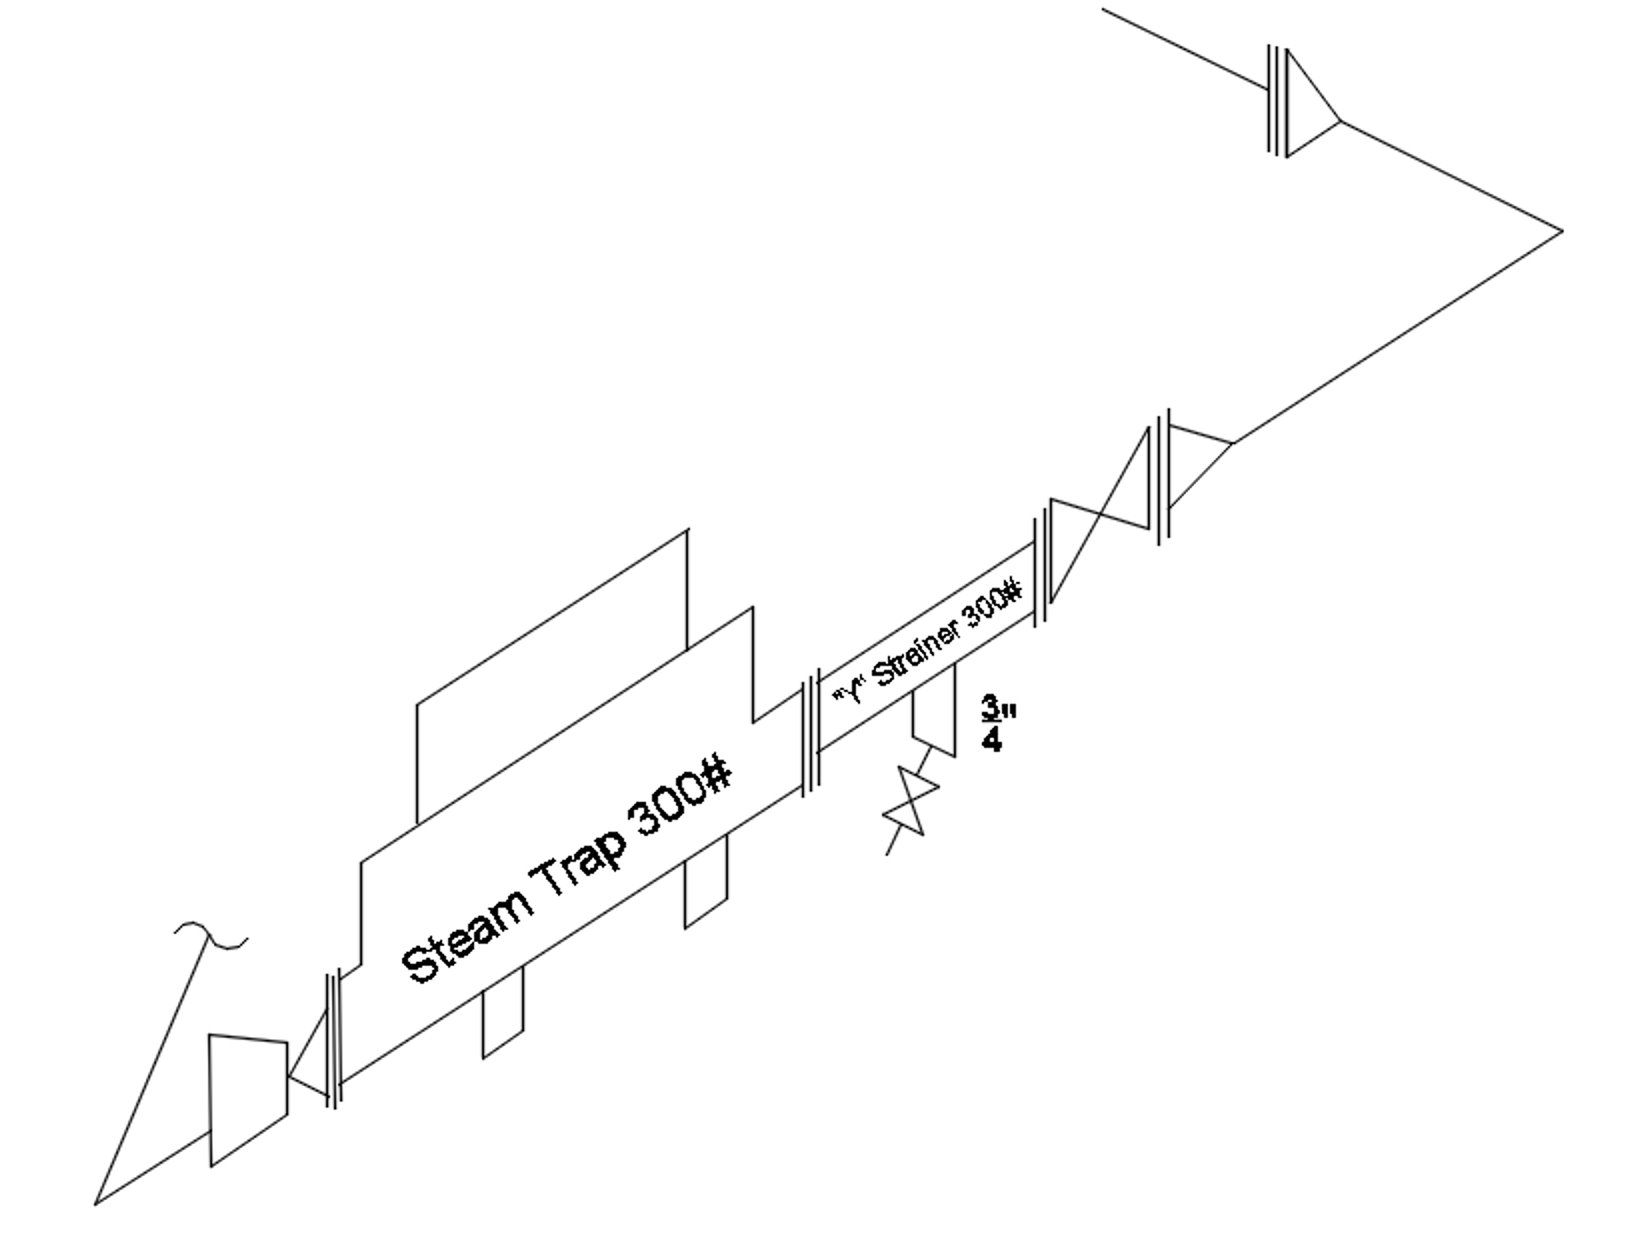 "Y" Strainer 300#
3/4"
Steam Trap 300#